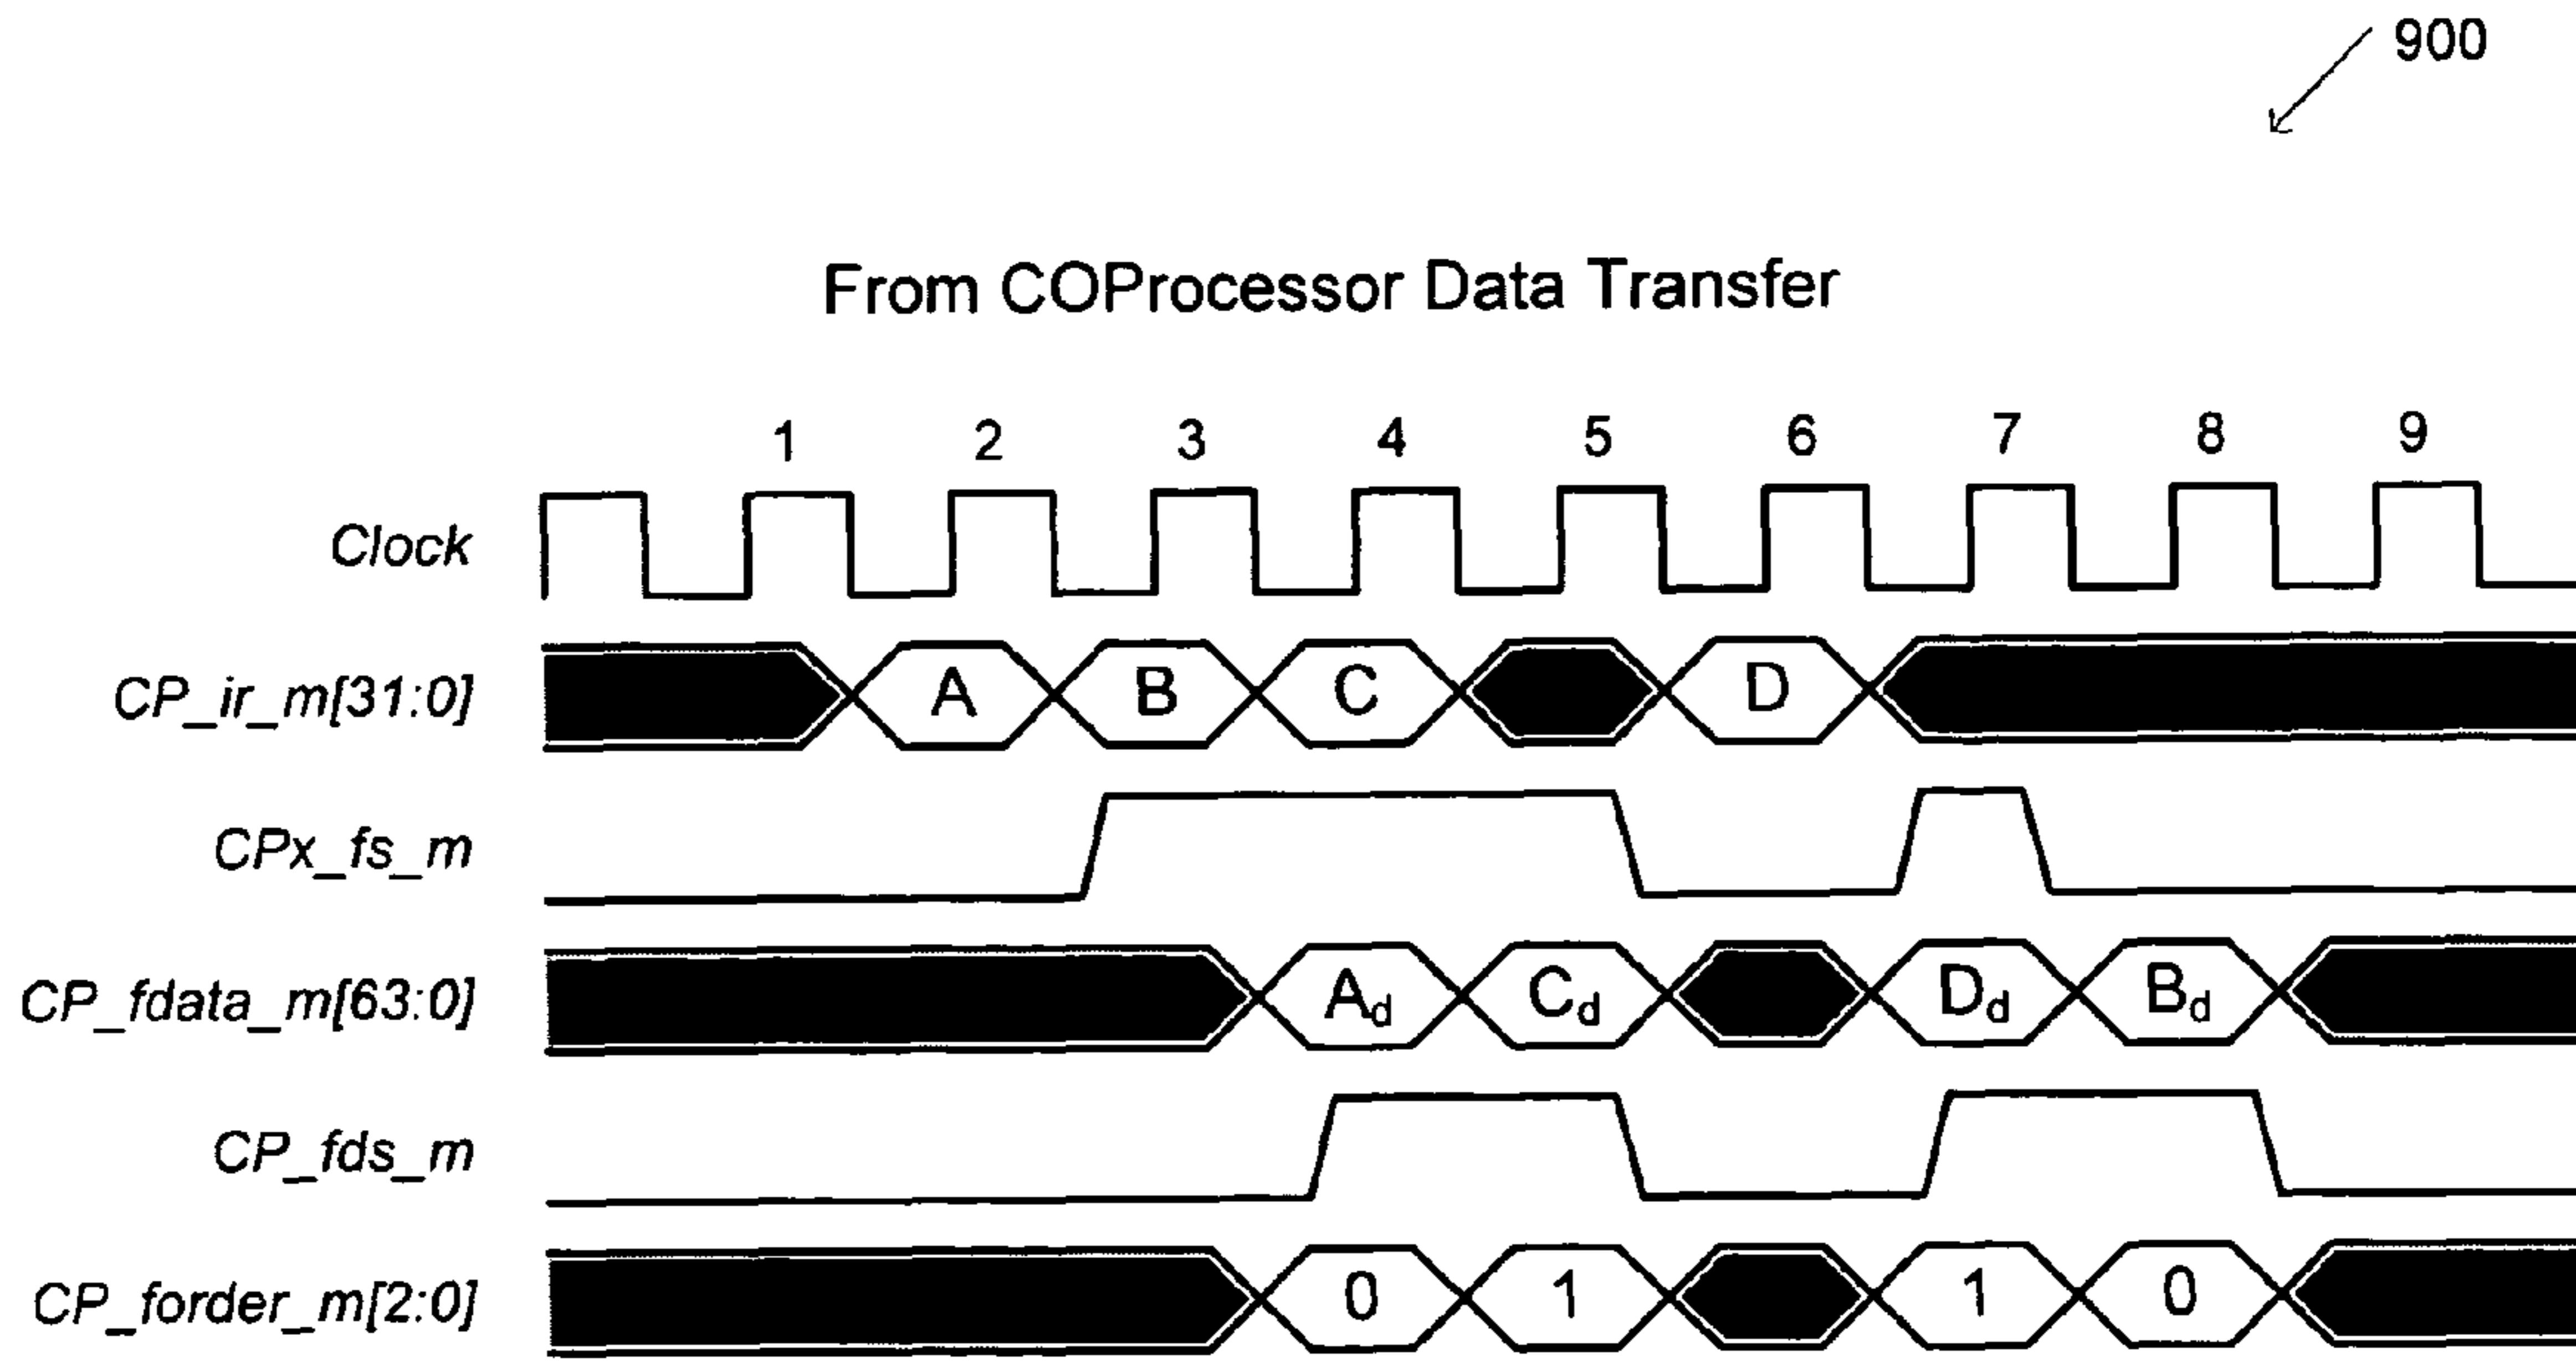 900
From COProcessor Data Transfer
1 2 3 4 5 6 7 8 9
Clock
CP_ir_m[31:0] A B C D
CPx_fs_m
CP_fdata_m[63:0] Ad Cd Dd Bd
CP_fds_m
CP_forder_m[2:0] 0 1 1 0